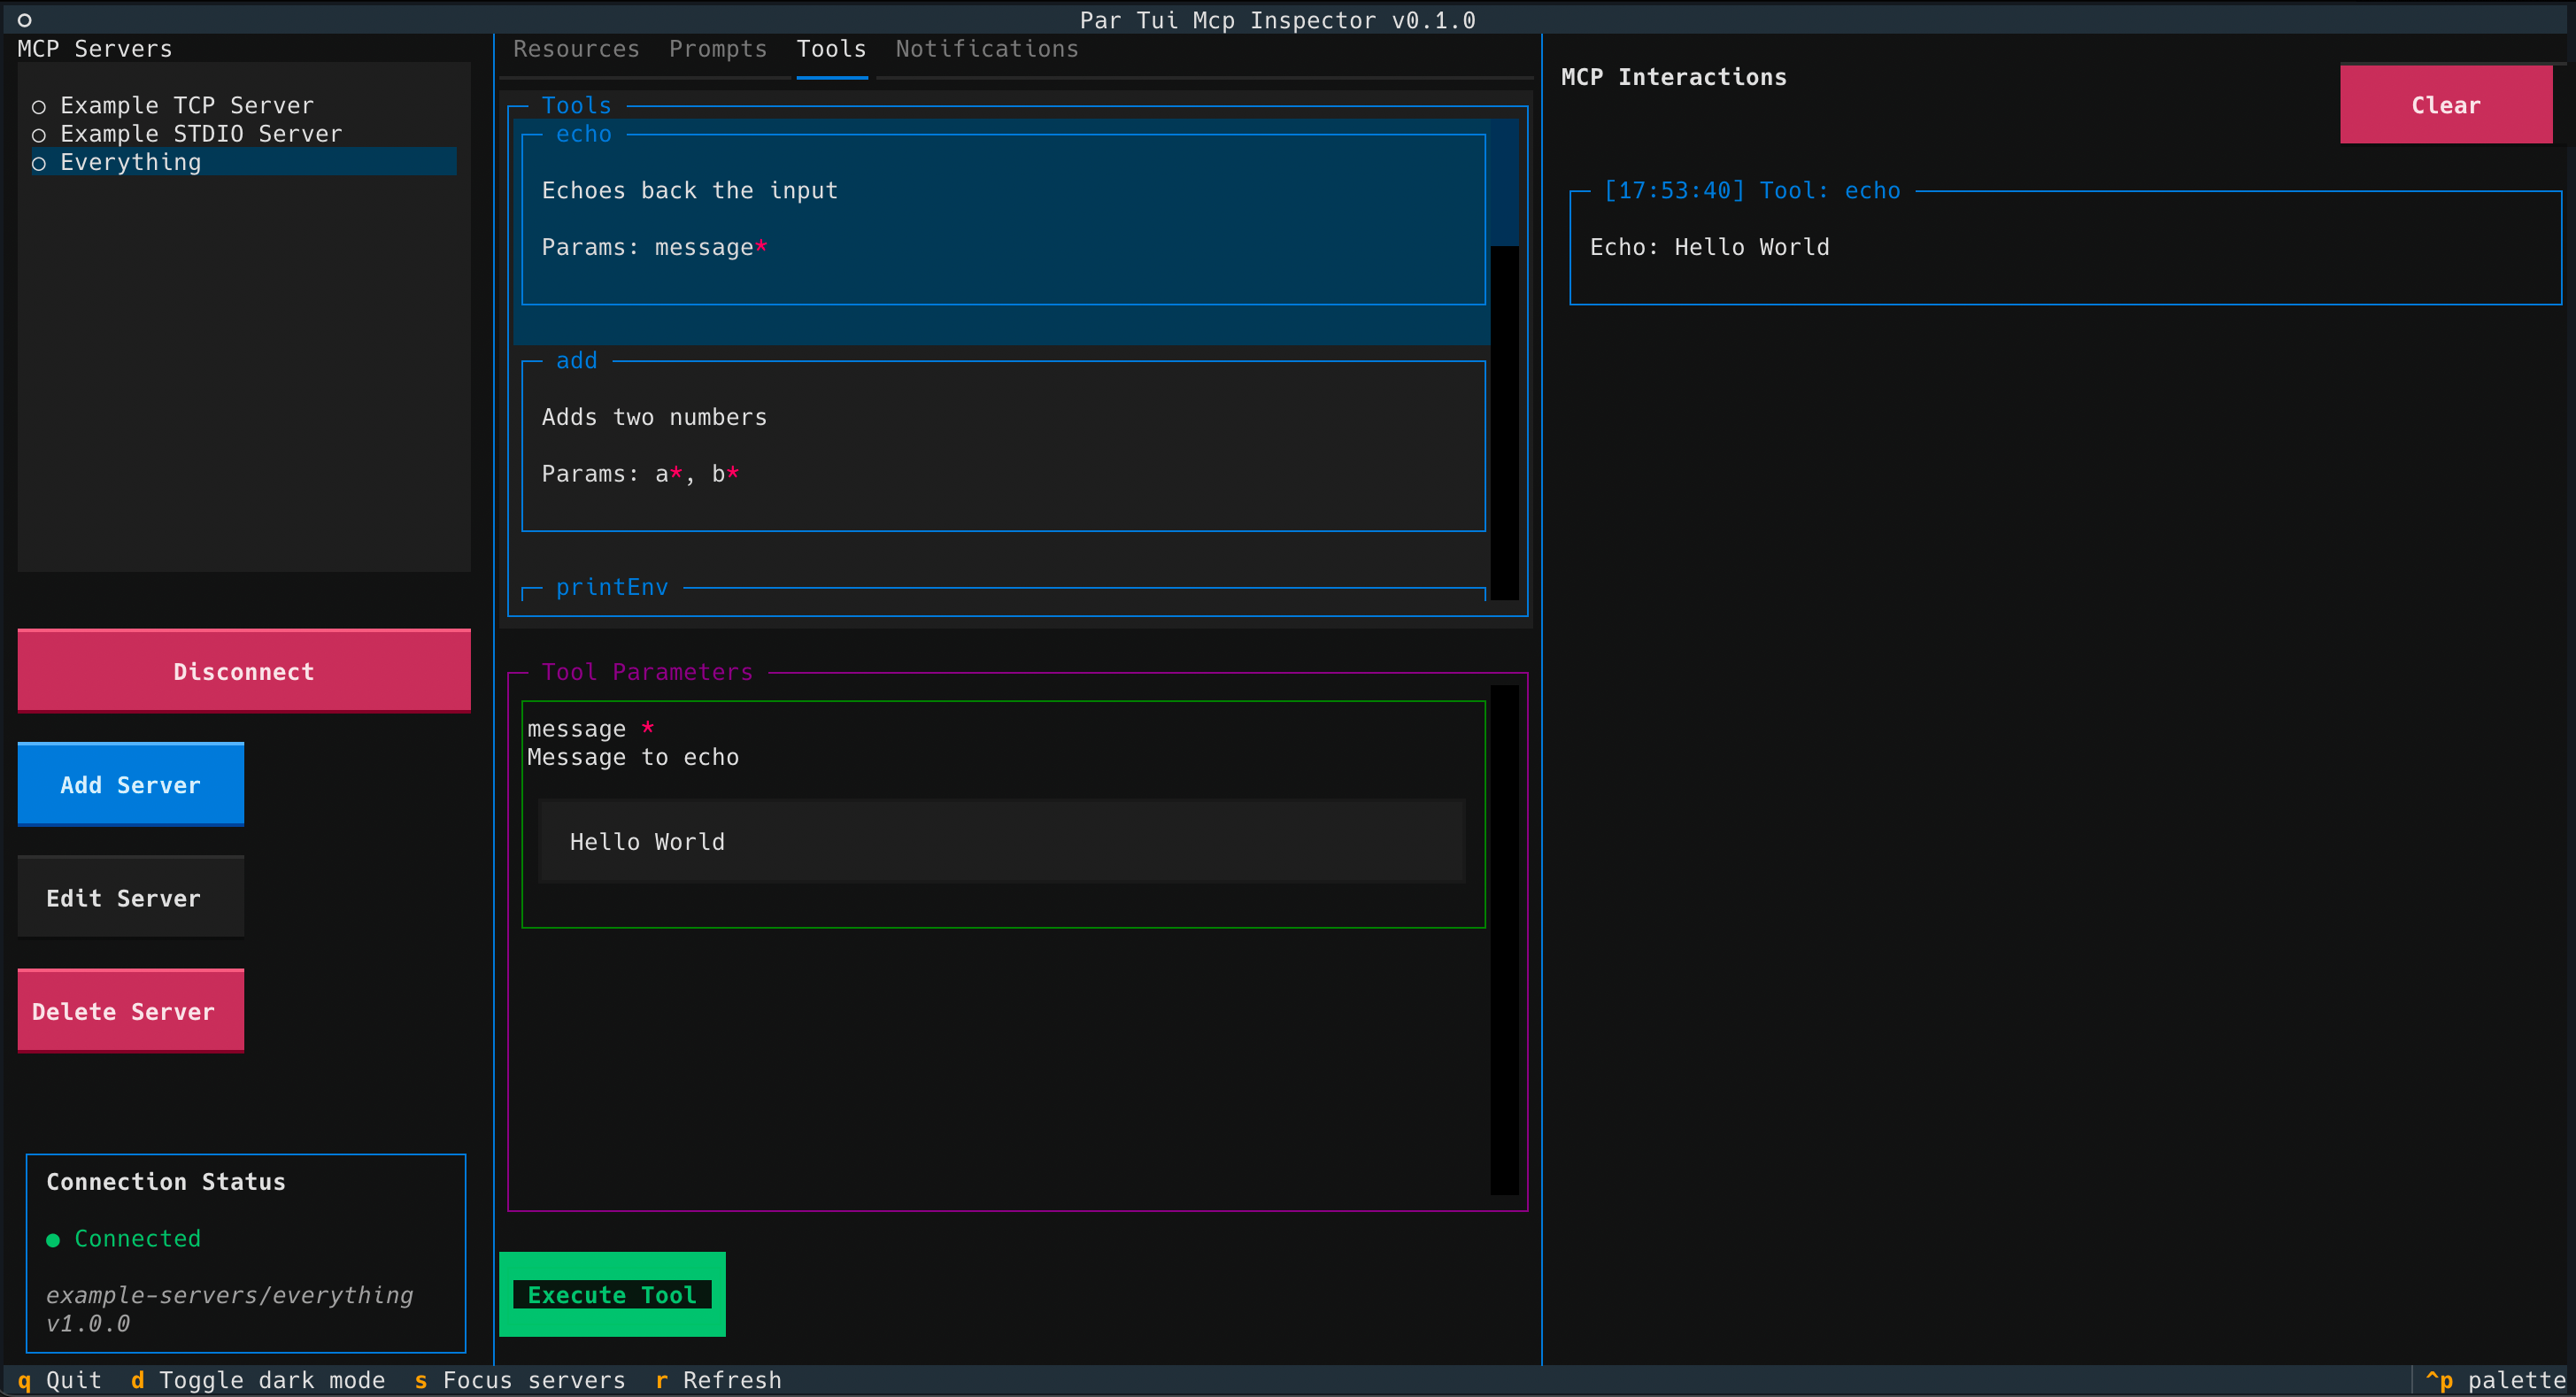 Par Tui Mcp Inspector v0.1.0
MCP Servers
○ Example TCP Server
○ Example STDIO Server
○ Everything
Disconnect
Add Server
Edit Server
Delete Server
Connection Status
● Connected
example-servers/everything
v1.0.0
Resources Prompts Tools Notifications
Tools
echo
Echoes back the input
Params: message*
add
Adds two numbers
Params: a*, b*
printEnv
Tool Parameters
message *
Message to echo
Hello World
Execute Tool
MCP Interactions
Clear
[17:53:40] Tool: echo
Echo: Hello World
q Quit d Toggle dark mode s Focus servers r Refresh
^p palette